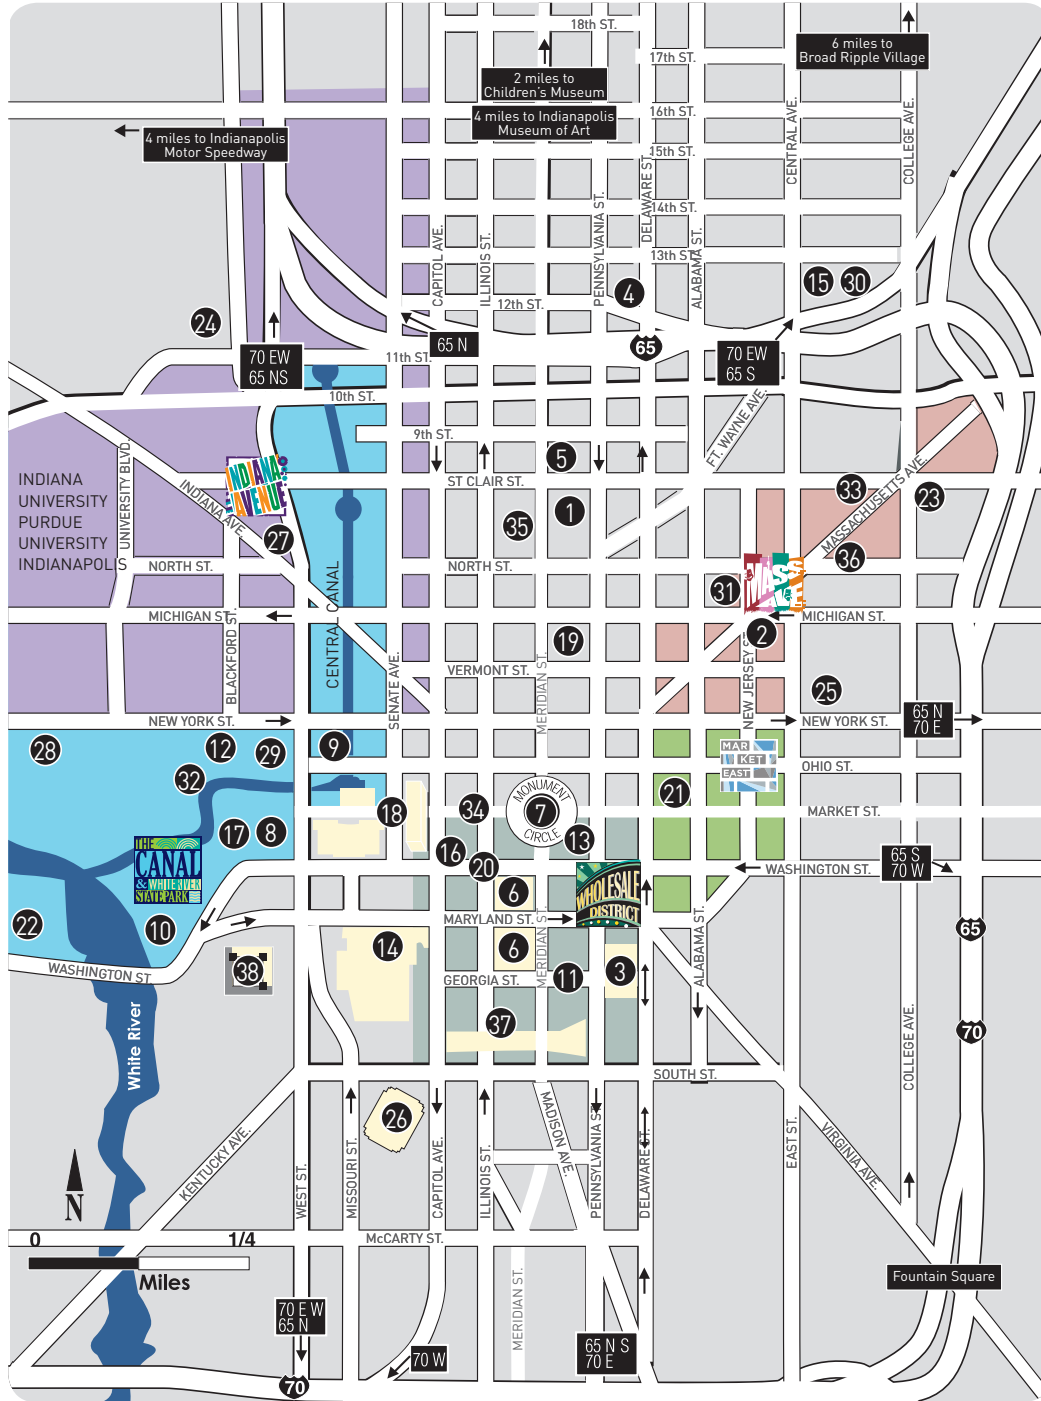 18th ST.
17th ST.
6 miles to
Broad Ripple Village
2 miles to
Children's Museum
4 miles to Indianapolis
Museum of Art
16th ST.
4 miles to Indianapolis
Motor Speedway
CENTRAL AVE.
COLLEGE AVE.
15th ST.
DELAWARE ST.
14th ST.
PENNSYLVANIA ST.
CAPITOL AVE.
ILLINOIS ST.
ALABAMA ST.
13th ST.
15
30
4
12th ST.
24
65 N
65
70 EW
65 NS
70 EW
65 S
11th ST.
10th ST.
FT. WAYNE AVE.
9th ST.
5
UNIVERSITY BLVD.
INDIANA
UNIVERSITY
PURDUE
UNIVERSITY
INDIANAPOLIS
INDIANA
AVENUE
INDIANA AVE.
ST CLAIR ST.
33
MASSACHUSETTS AVE.
23
1
35
27
36
NORTH ST.
NORTH ST.
CENTRAL CANAL
31
MASS
AVE
MICHIGAN ST.
MICHIGAN ST.
BLACKFORD ST.
2
19
VERMONT ST.
SENATE AVE.
MERIDIAN ST.
NEW JERSEY ST.
25
NEW YORK ST.
NEW YORK ST.
65 N
70 E
28
12
29
9
MAR
KET
EAST
OHIO ST.
32
21
MONUMENT
CIRCLE
7
34
18
MARKET ST.
17
8
13
16
20
THE
CANAL
& WHITE RIVER
STATE PARK
WASHINGTON ST.
65 S
70 W
6
WHOLESALE
DISTRICT
22
10
MARYLAND ST.
MERIDIAN ST.
ALABAMA ST.
65
14
6
38
WASHINGTON ST.
GEORGIA ST.
11
3
White River
37
70
COLLEGE AVE.
SOUTH ST.
26
MADISON AVE.
PENNSYLVANIA ST.
DELAWARE ST.
KENTUCKY AVE.
WEST ST.
MISSOURI ST.
CAPITOL AVE.
ILLINOIS ST.
EAST ST.
VIRGINIA AVE.
N
0
1/4
Miles
McCARTY ST.
Fountain Square
MERIDIAN ST.
70 E W
65 N
70 W
65 N S
70 E
70